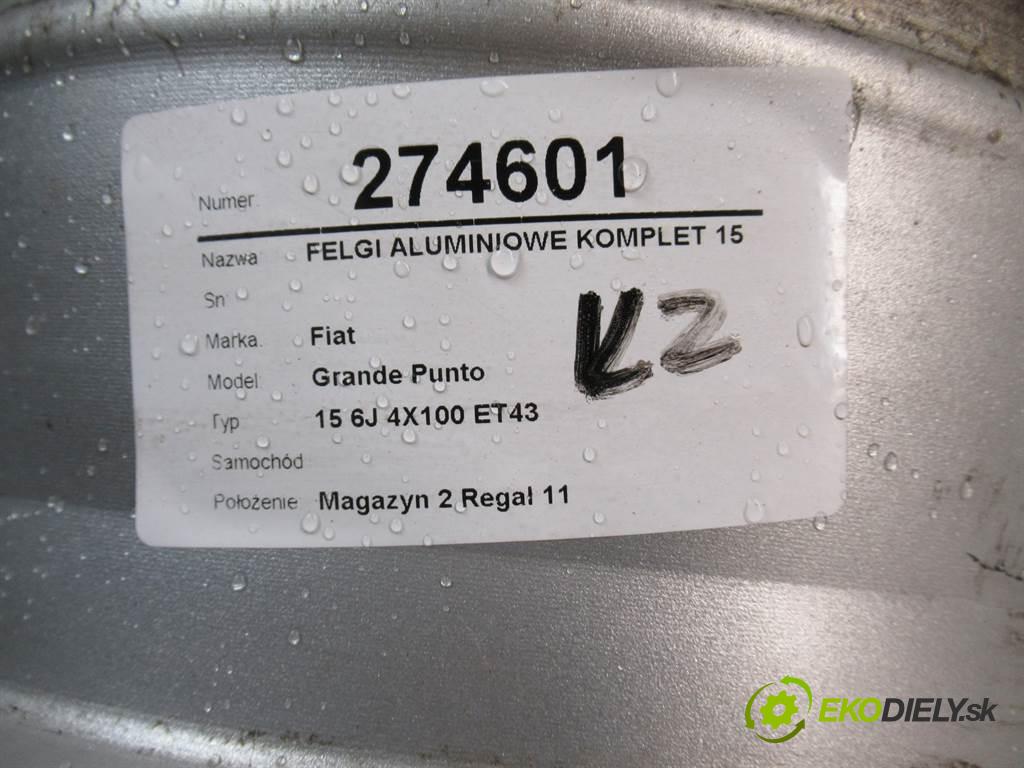 Numer 274601
Nazwa FELGI ALUMINIOWE KOMPLET 15
Sn
Marka Fiat
Model Grande Punto
Typ 15 6J 4X100 ET43
Samochód
Położenie Magazyn 2 Regał 11
K2
EKODIELY.sk